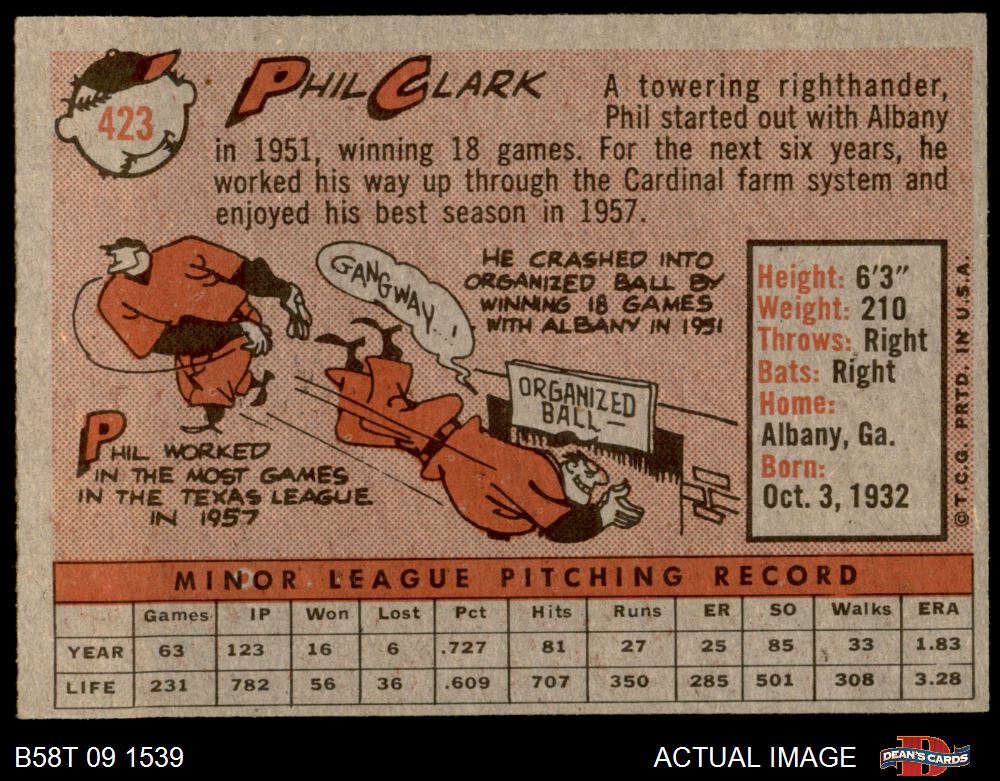 423
PHIL CLARK
A towering righthander,
Phil started out with Albany
in 1951, winning 18 games. For the next six years, he
worked his way up through the Cardinal farm system and
enjoyed his best season in 1957.
GANGWAY..!
HE CRASHED INTO
ORGANIZED BALL BY
WINNING 18 GAMES
WITH ALBANY IN 1951
ORGANIZED
BALL—
PHIL WORKED
IN THE MOST GAMES
IN THE TEXAS LEAGUE
IN 1957
Height: 6'3"
Weight: 210
Throws: Right
Bats: Right
Home:
Albany, Ga.
Born:
Oct. 3, 1932
© T.C.G. PRTD. IN U.S.A.
MINOR LEAGUE PITCHING RECORD
Games IP Won Lost Pct Hits Runs ER SO Walks ERA
YEAR 63 123 16 6 .727 81 27 25 85 33 1.83
LIFE 231 782 56 36 .609 707 350 285 501 308 3.28
B58T 09 1539
ACTUAL IMAGE
DEAN'S CARDS